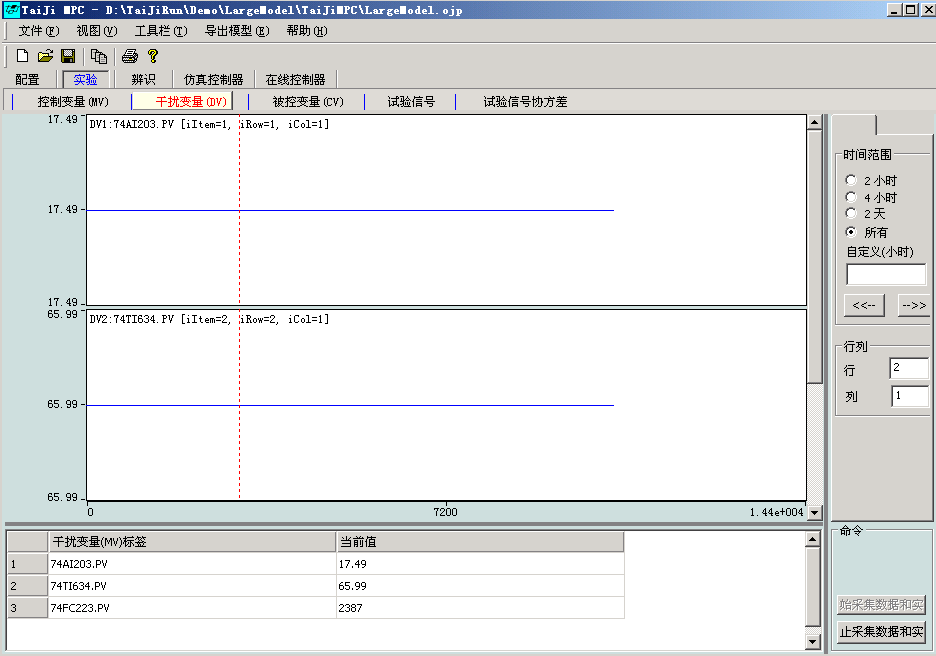 TaiJi MPC - D:\TaiJiRun\Demo\LargeModel\TaiJiMPC\LargeModel.ojp
文件(F) 视图(V) 工具栏(T) 导出模型(E) 帮助(H)
配置 实验 辨识 仿真控制器 在线控制器
控制变量(MV) 干扰变量(DV) 被控变量(CV) 试验信号 试验信号协方差
17.49
DV1:74AI203.PV [iItem=1, iRow=1, iCol=1]
17.49
17.49
65.99
DV2:74TI634.PV [iItem=2, iRow=2, iCol=1]
65.99
65.99
0 7200 1.44e+004
时间范围
2 小时
4 小时
2 天
所有
自定义(小时)
<<-- -->>
行列
行 2
列 1
干扰变量(MV)标签 当前值
1 74AI203.PV 17.49
2 74TI634.PV 65.99
3 74FC223.PV 2387
命令
始采集数据和实
止采集数据和实